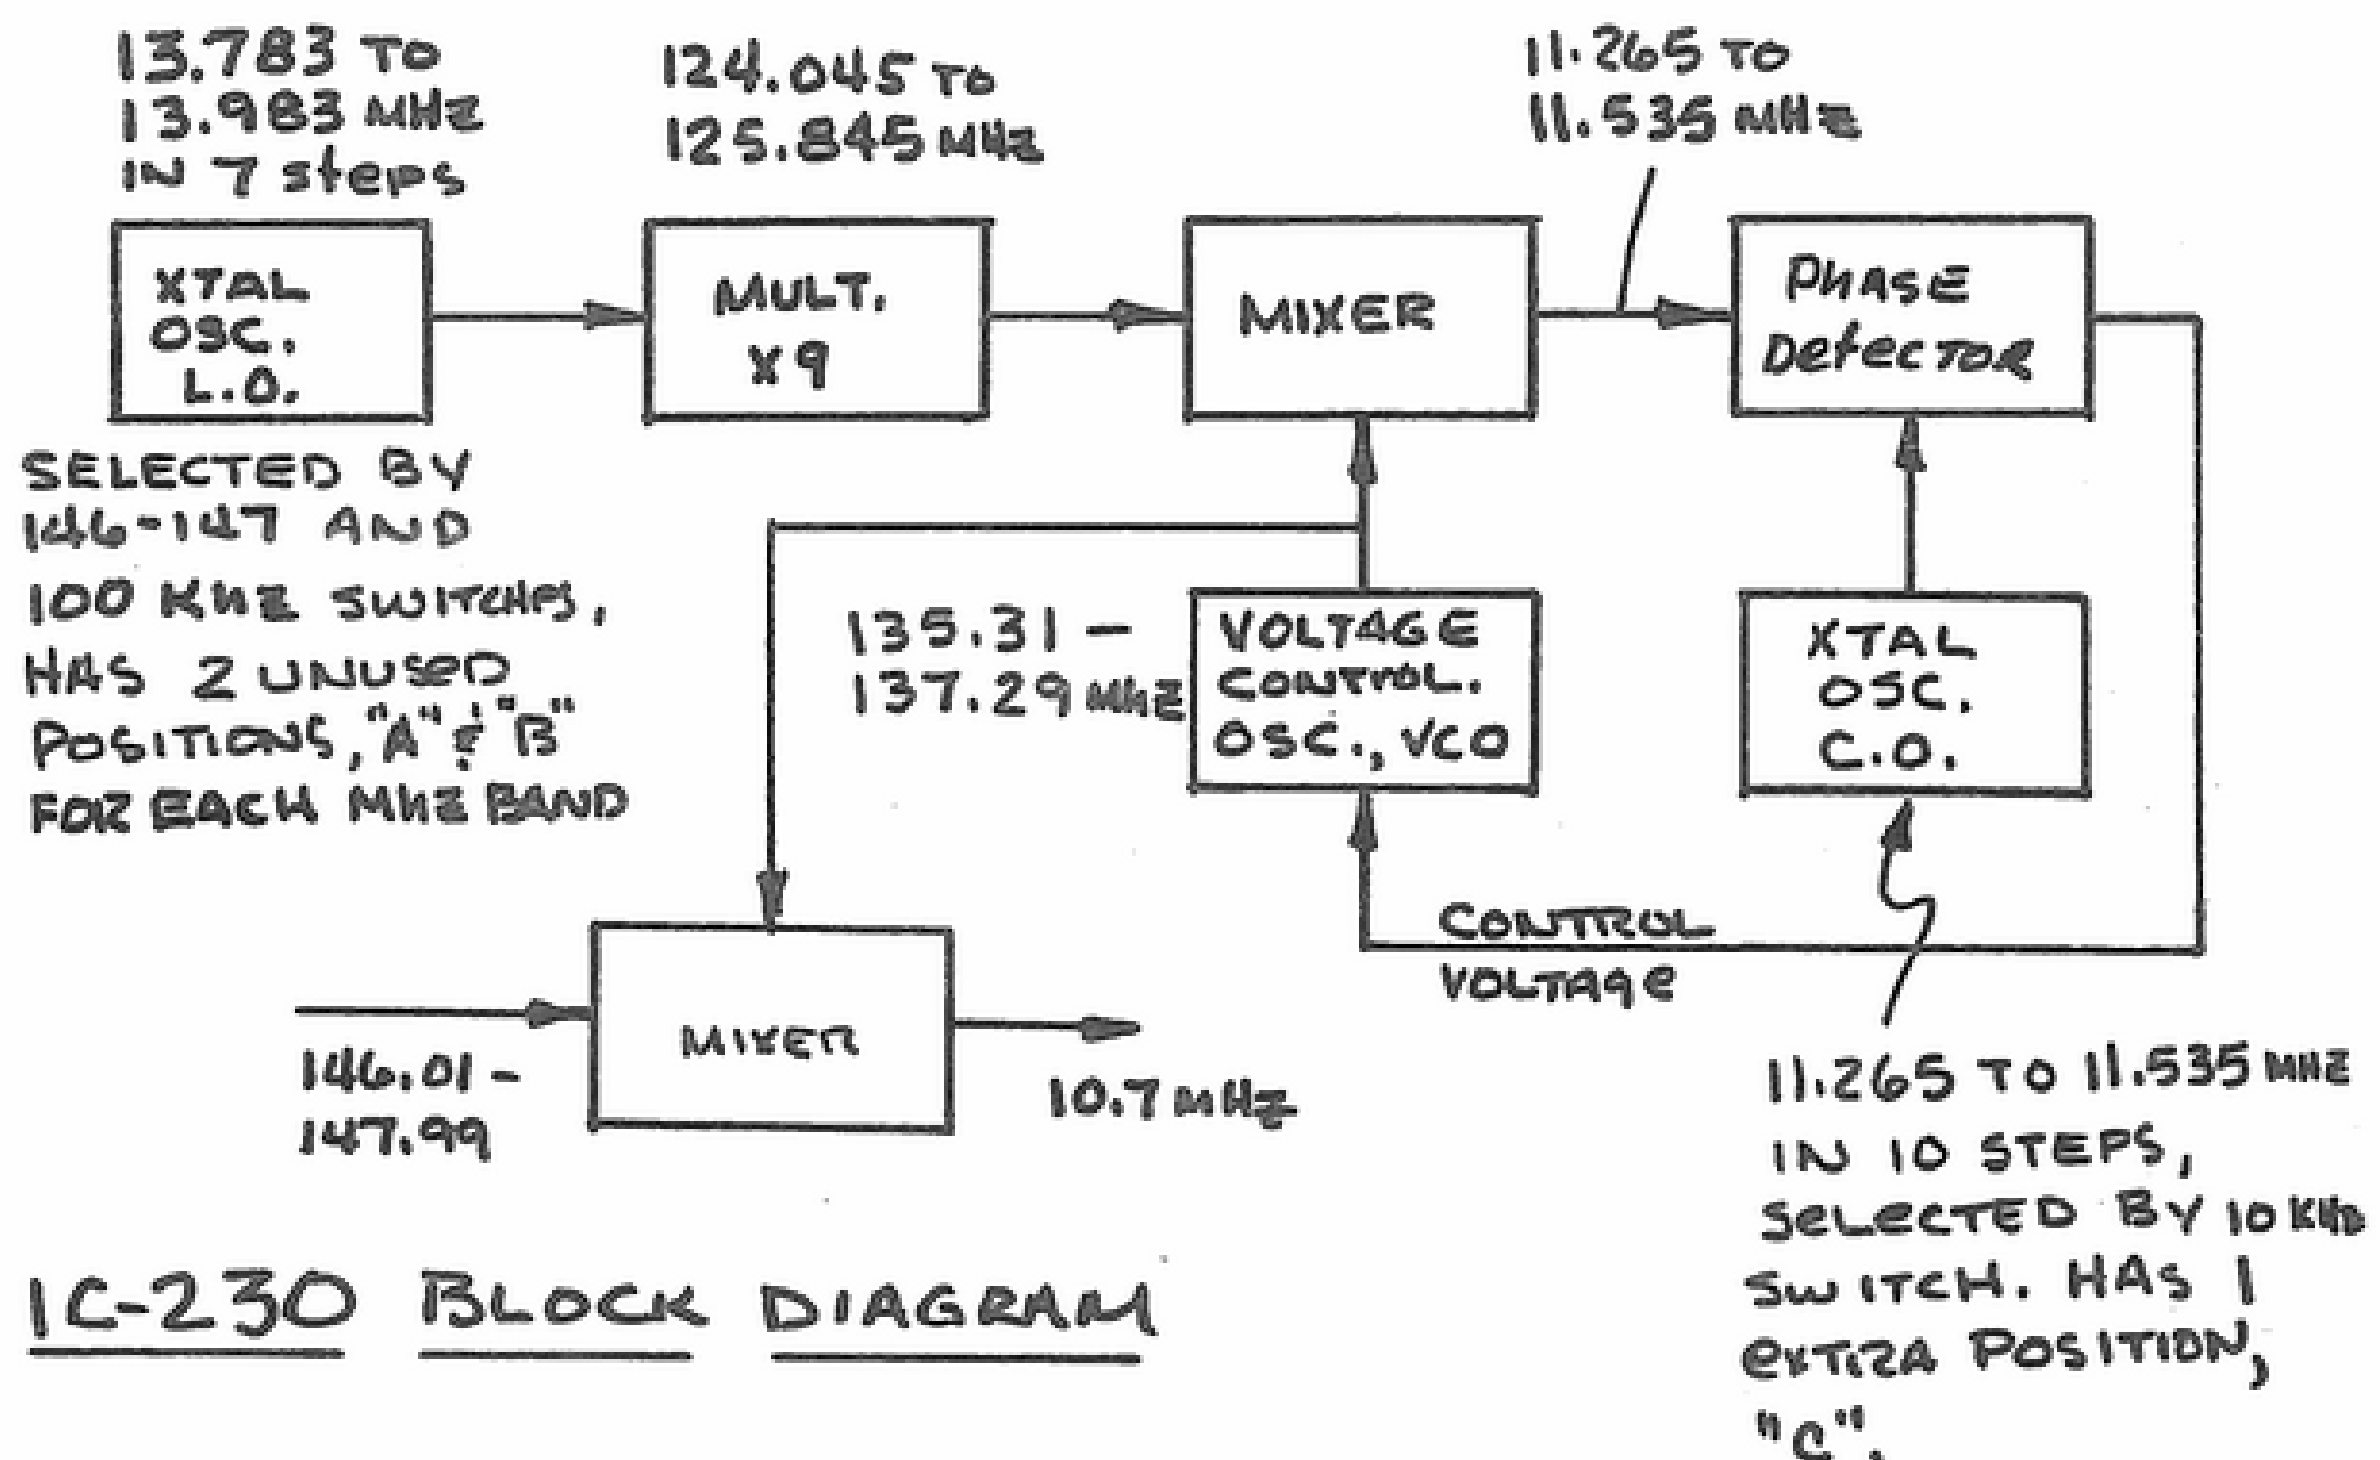 13.783 TO
13.983 MHz
IN 7 steps
124.045 TO
125.845 MHz
11.265 TO
11.535 MHz
XTAL
OSC.
L.O.
MULT.
X9
MIXER
PHASE
DetecTOR
SELECTED BY
146-147 AND
100 KHZ SWITCHES,
HAS 2 UNUSED
POSITIONS, "A" & "B"
FOR EACH MHZ BAND
135.31 -
137.29 MHZ
VOLTAGE
CONTROL.
OSC., VCO
XTAL
OSC.
C.O.
CONTROL
VOLTAGE
MIXER
146.01 -
147.99
10.7 MHz
11.265 TO 11.535 MHZ
IN 10 STEPS,
SELECTED BY 10 KHz
SWITCH. HAS 1
EXTRA POSITION,
"C".
IC-230 BLOCK DIAGRAM